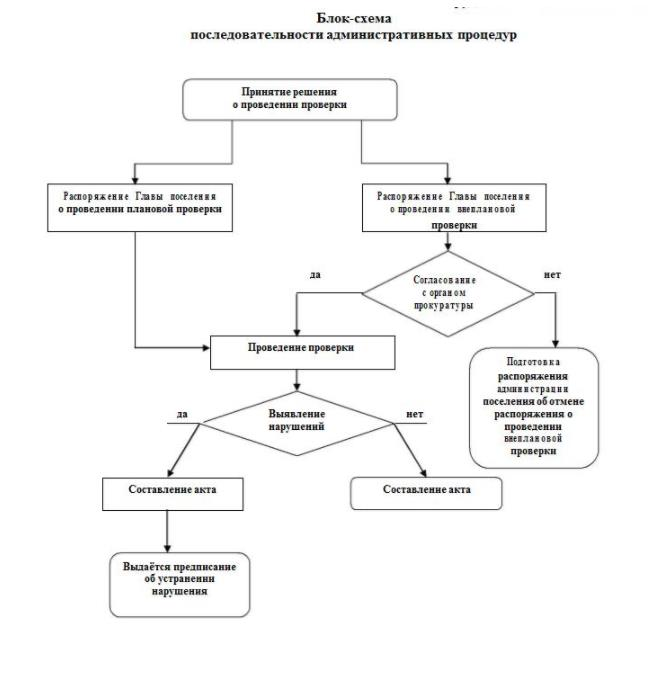 Блок-схема
последовательности административных процедур
Принятие решения
о проведении проверки
Распоряжение Главы поселения
о проведении плановой проверки
Распоряжение Главы поселения
о проведении внеплановой
проверки
да
Согласование
с органом
прокуратуры
нет
Проведение проверки
Подготовка
распоряжения
администрации
поселения об отмене
распоряжения о
проведении
внеплановой
проверки
да
Выявление
нарушений
нет
Составление акта
Составление акта
Выдаётся предписание
об устранении
нарушения